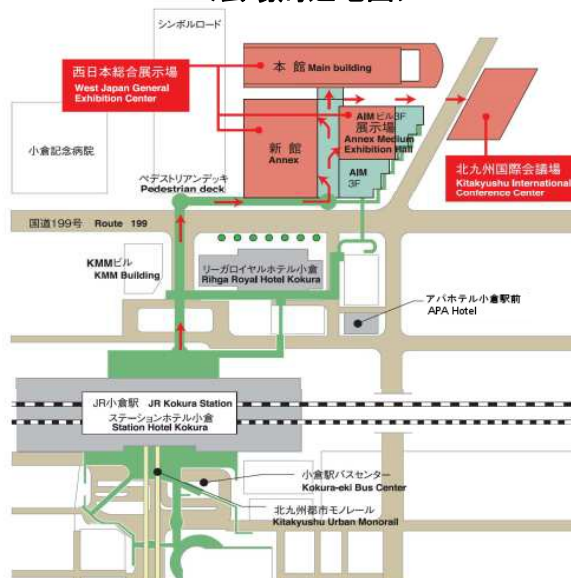 シンボルロード
西日本総合展示場
West Japan General
Exhibition Center
本館 Main building
小倉記念病院
新館
Annex
AIM ビル3F
展示場
Annex Medium
Exhibition Hall
AIM
3F
北九州国際会議場
Kitakyushu International
Conference Center
ペデストリアンデッキ
Pedestrian deck
国道199号 Route 199
KMMビル
KMM Building
リーガロイヤルホテル小倉
Rihga Royal Hotel Kokura
アパホテル小倉駅前
APA Hotel
JR小倉駅 JR Kokura Station
ステーションホテル小倉
Station Hotel Kokura
小倉駅バスセンター
Kokura-eki Bus Center
北九州都市モノレール
Kitakyushu Urban Monorail